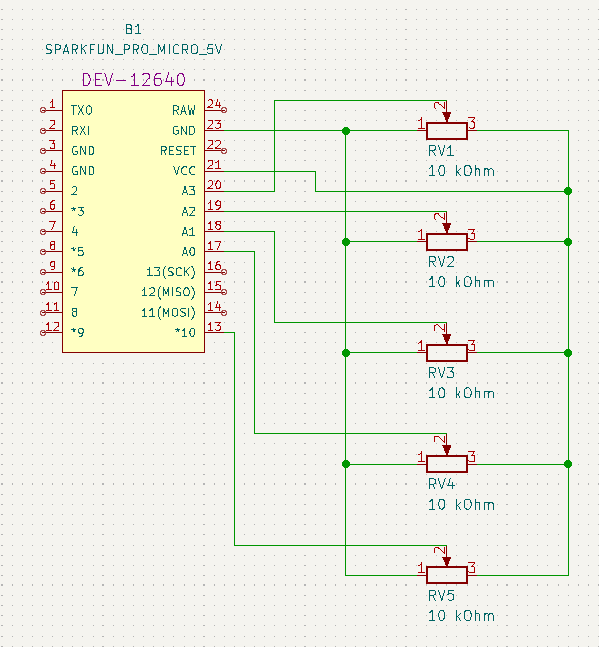 B1
SPARKFUN_PRO_MICRO_5V
DEV-12640
1 TXO RAW 24
2 RXI GND 23
3 GND RESET 22
4 GND VCC 21
5 2 A3 20
6 *3 A2 19
7 4 A1 18
8 *5 A0 17
9 *6 13(SCK) 16
10 7 12(MISO) 15
11 8 11(MOSI) 14
12 *9 *10 13
2
1 3
RV1
10 kOhm
2
1 3
RV2
10 kOhm
2
1 3
RV3
10 kOhm
2
1 3
RV4
10 kOhm
2
1 3
RV5
10 kOhm